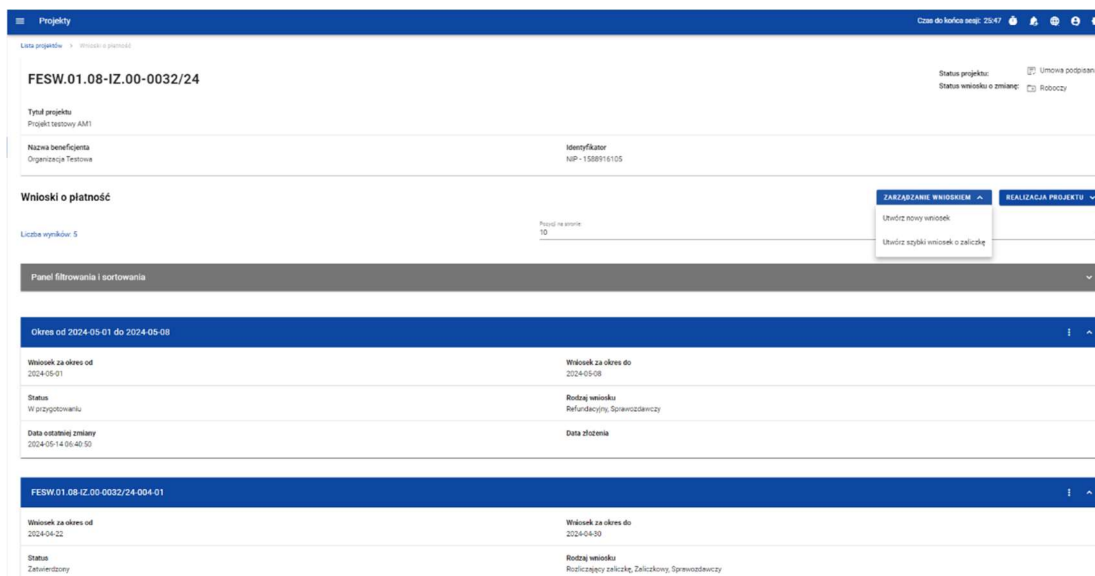 Projekty
Czas do końca sesji: 25:47
Lista projektów > Wnioski o płatność
FESW.01.08-IZ.00-0032/24
Status projektu: Umowa podpisan
Status wniosku o zmianę: Roboczy
Tytuł projektu
Projekt testowy AM1
Nazwa beneficjenta
Organizacja Testowa
Identyfikator
NIP - 1588916105
Wnioski o płatność
ZARZĄDZANIE WNIOSKIEM
REALIZACJA PROJEKTU
Utwórz nowy wniosek
Utwórz szybki wniosek o zaliczkę
Liczba wyników: 5
Pozycji na stronie
10
Panel filtrowania i sortowania
Okres od 2024-05-01 do 2024-05-08
Wniosek za okres od
2024-05-01
Wniosek za okres do
2024-05-08
Status
W przygotowaniu
Rodzaj wniosku
Refundacyjny, Sprawozdawczy
Data ostatniej zmiany
2024-05-14 06:40:50
Data złożenia
FESW.01.08-IZ.00-0032/24-004-01
Wniosek za okres od
2024-04-22
Wniosek za okres do
2024-04-30
Status
Zatwierdzony
Rodzaj wniosku
Rozliczający zaliczkę, Zaliczkowy, Sprawozdawczy